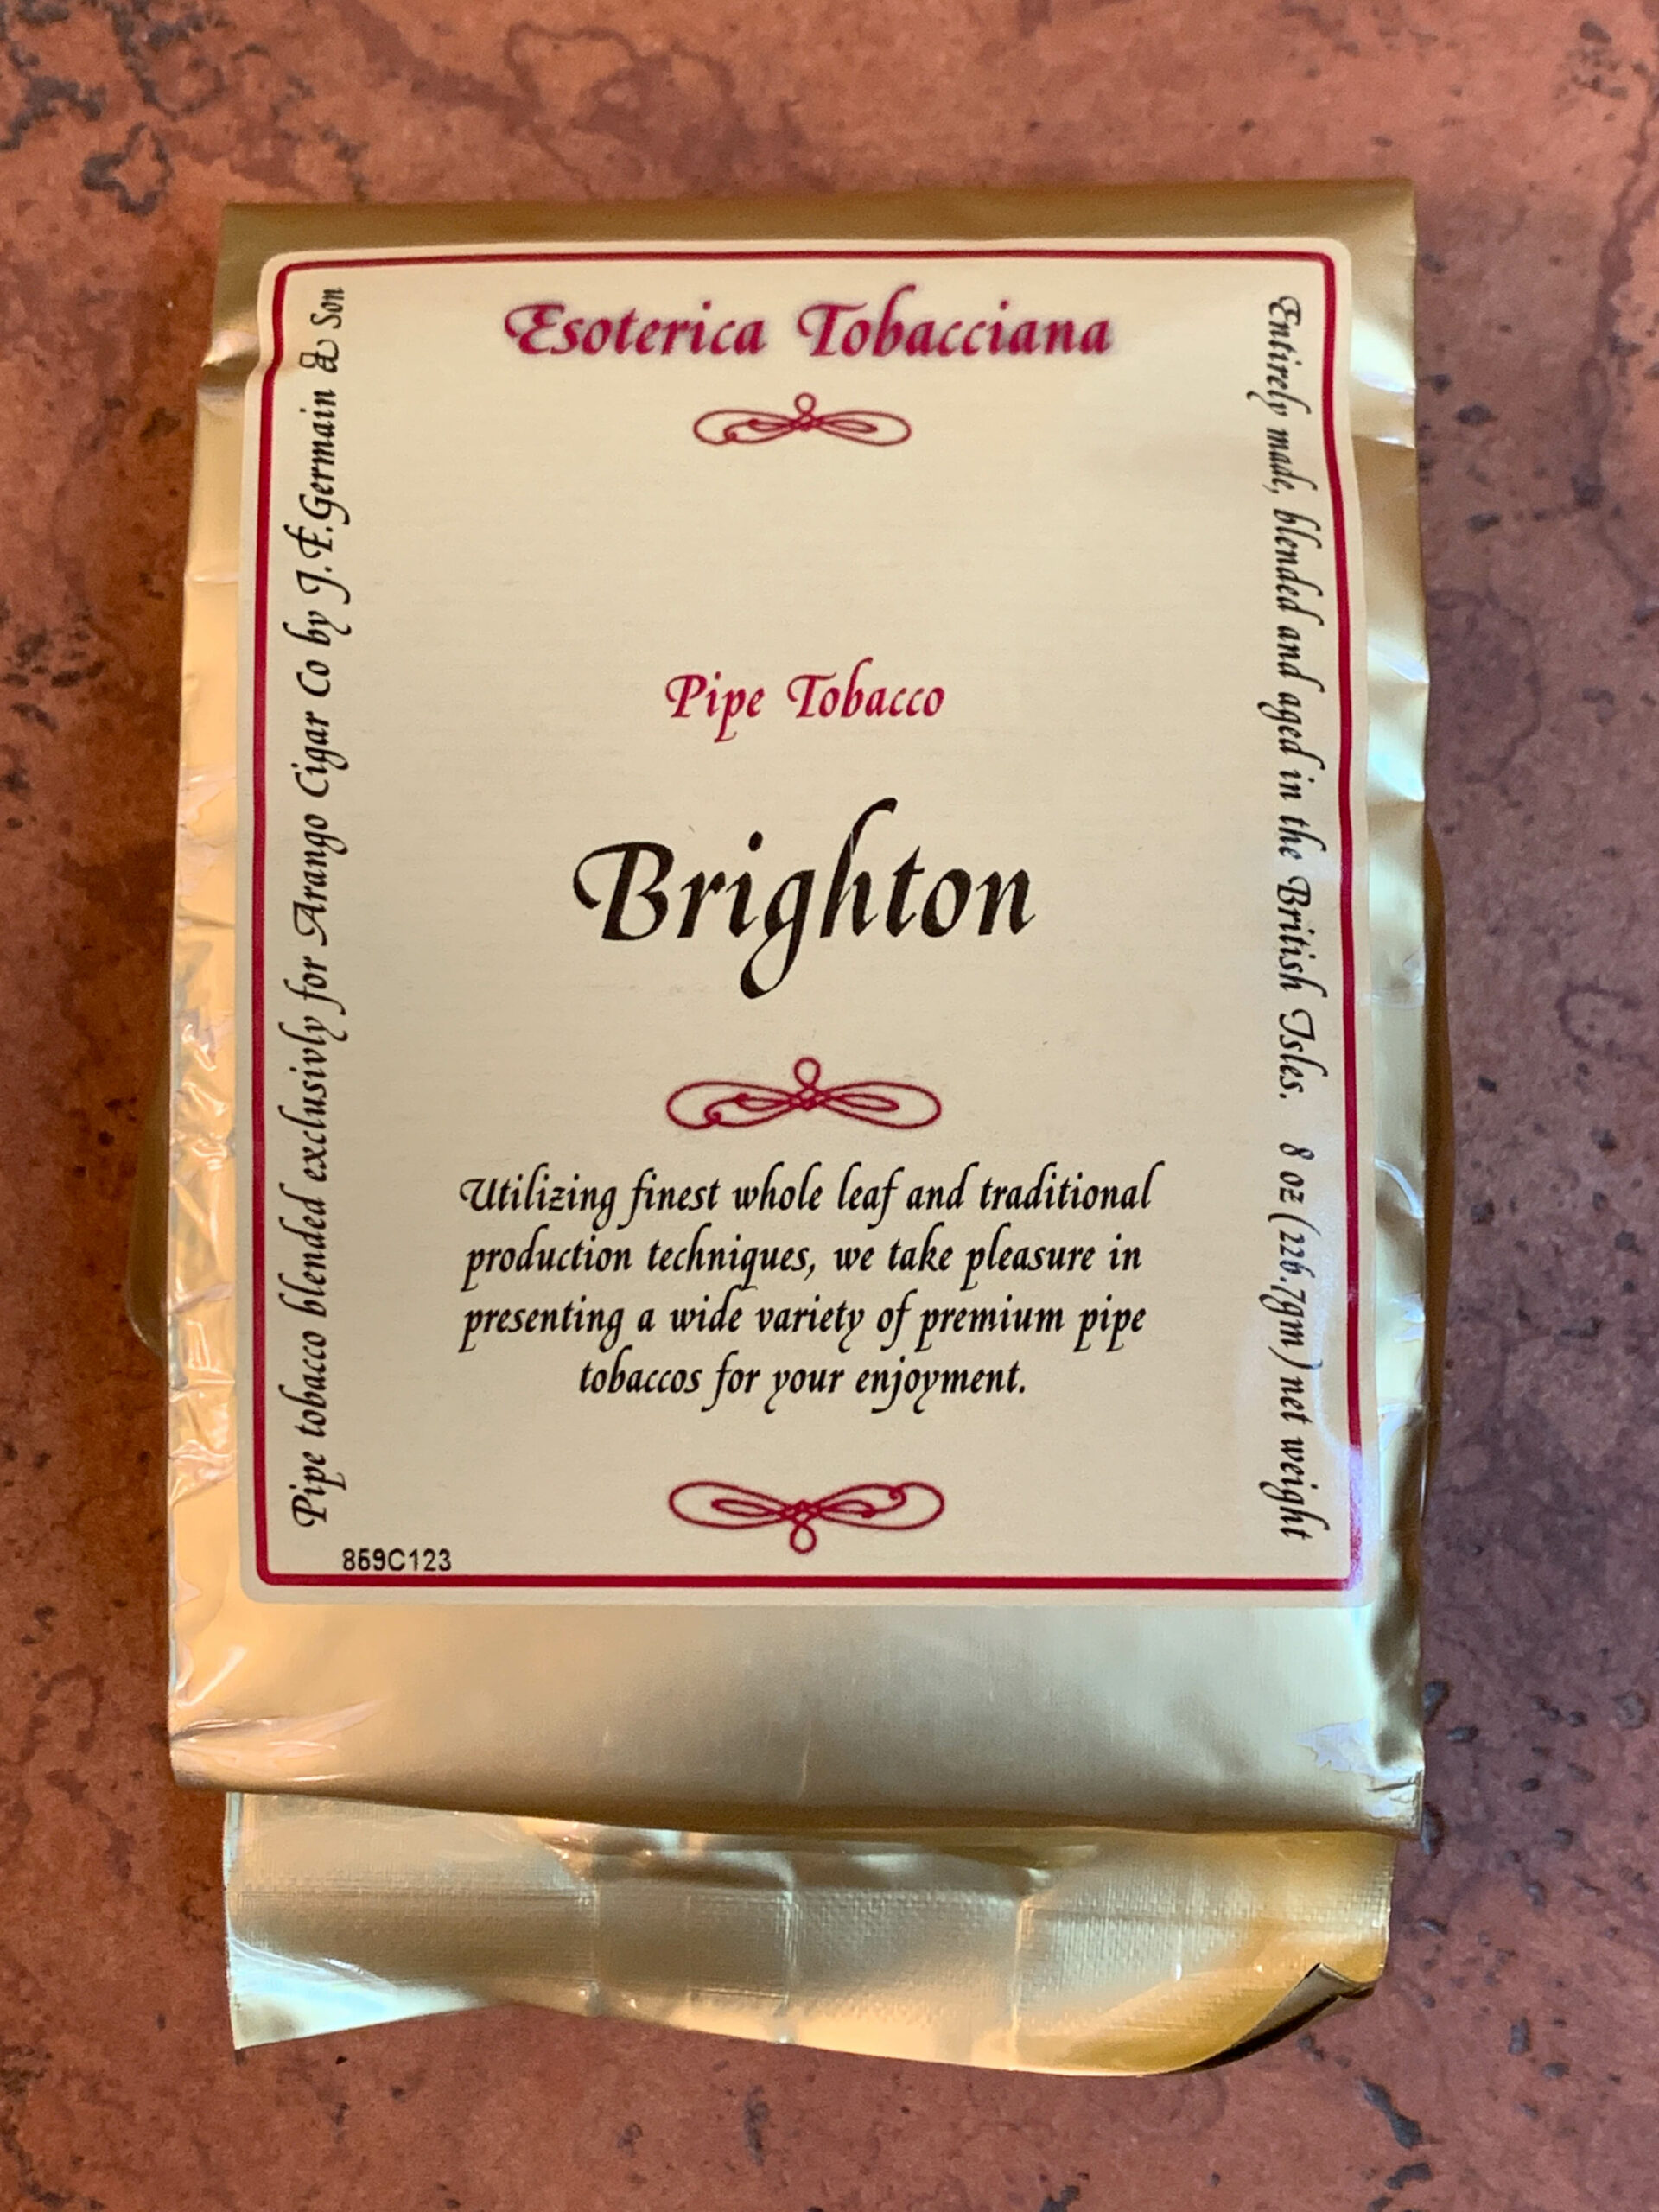 Esoterica Tobacciana
Pipe Tobacco
Brighton
Utilizing finest whole leaf and traditional
production techniques, we take pleasure in
presenting a wide variety of premium pipe
tobaccos for your enjoyment.
Pipe tobacco blended exclusivly for Arango Cigar Co by J.F.Germain & Son
Entirely made, blended and aged in the British Isles. 8 oz (226.7gm) net weight
869C123